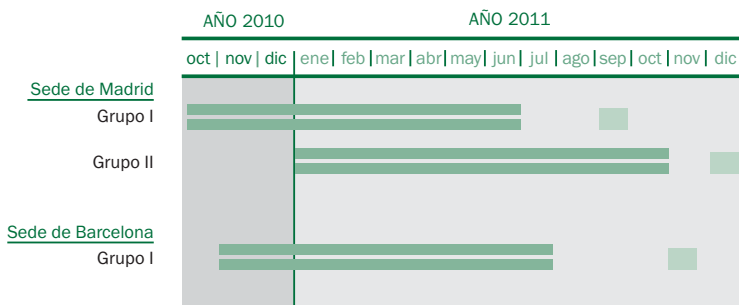 AÑO 2010 AÑO 2011
oct | nov | dic | ene | feb | mar | abr | may | jun | jul | ago | sep | oct | nov | dic
Sede de Madrid
Grupo I
Grupo II
Sede de Barcelona
Grupo I